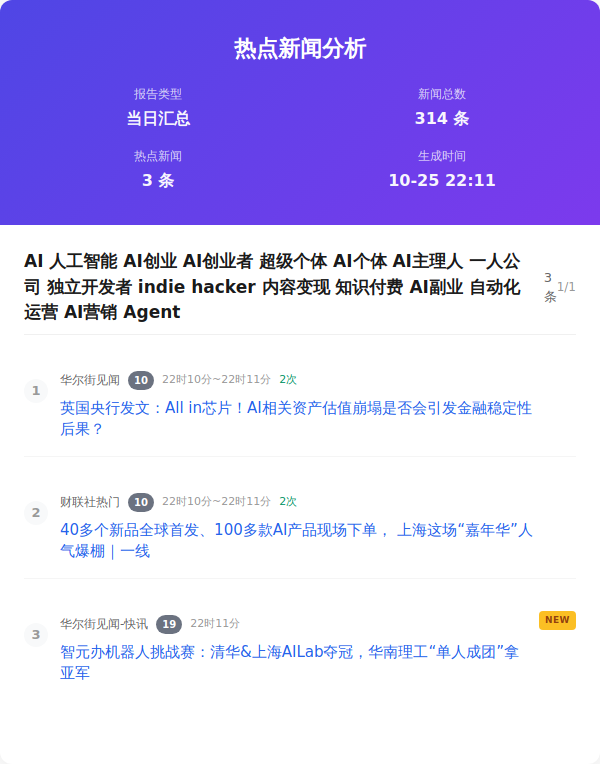 热点新闻分析
报告类型
当日汇总
新闻总数
314 条
热点新闻
3 条
生成时间
10-25 22:11
AI 人工智能 AI创业 AI创业者 超级个体 AI个体 AI主理人 一人公
司 独立开发者 indie hacker 内容变现 知识付费 AI副业 自动化
运营 AI营销 Agent
3
条
1/1
1
华尔街见闻 10 22时10分~22时11分 2次
英国央行发文：All in芯片！AI相关资产估值崩塌是否会引发金融稳定性
后果？
2
财联社热门 10 22时10分~22时11分 2次
40多个新品全球首发、100多款AI产品现场下单， 上海这场“嘉年华”人
气爆棚｜一线
3
华尔街见闻-快讯 19 22时11分
NEW
智元办机器人挑战赛：清华&上海AILab夺冠，华南理工“单人成团”拿
亚军